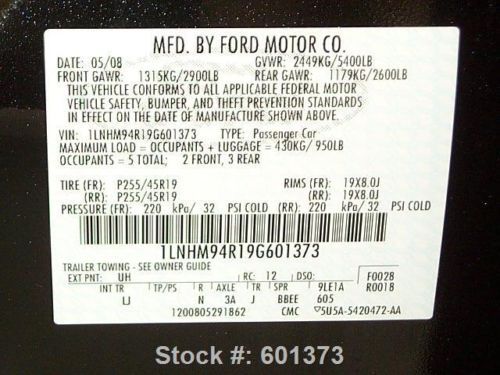 MFD. BY FORD MOTOR CO.
DATE: 05/08 GVWR: 2449KG/5400LB
FRONT GAWR: 1315KG/2900LB REAR GAWR: 1179KG/2600LB
THIS VEHICLE CONFORMS TO ALL APPLICABLE FEDERAL MOTOR
VEHICLE SAFETY, BUMPER, AND THEFT PREVENTION STANDARDS
IN EFFECT ON THE DATE OF MANUFACTURE SHOWN ABOVE.
VIN: 1LNHM94R19G601373 TYPE: Passenger Car
MAXIMUM LOAD = OCCUPANTS + LUGGAGE = 430KG/ 950LB
OCCUPANTS = 5 TOTAL; 2 FRONT, 3 REAR
TIRE (FR): P255/45R19 RIMS (FR): 19X8.0J
(RR): P255/45R19 (RR): 19X8.0J
PRESSURE (FR): 220 kPa/ 32 PSI COLD (RR): 220 kPa/ 32 PSI COLD
1LNHM94R19G601373
TRAILER TOWING - SEE OWNER GUIDE
EXT PNT: UH RC: 12 DSO: F0028
INT TR TP/PS R AXLE TR SPR 9LE1A R0018
IJ N 3A J BBEE 605
1200805291862 CMC 5U5A-5420472-AA
Stock #: 601373